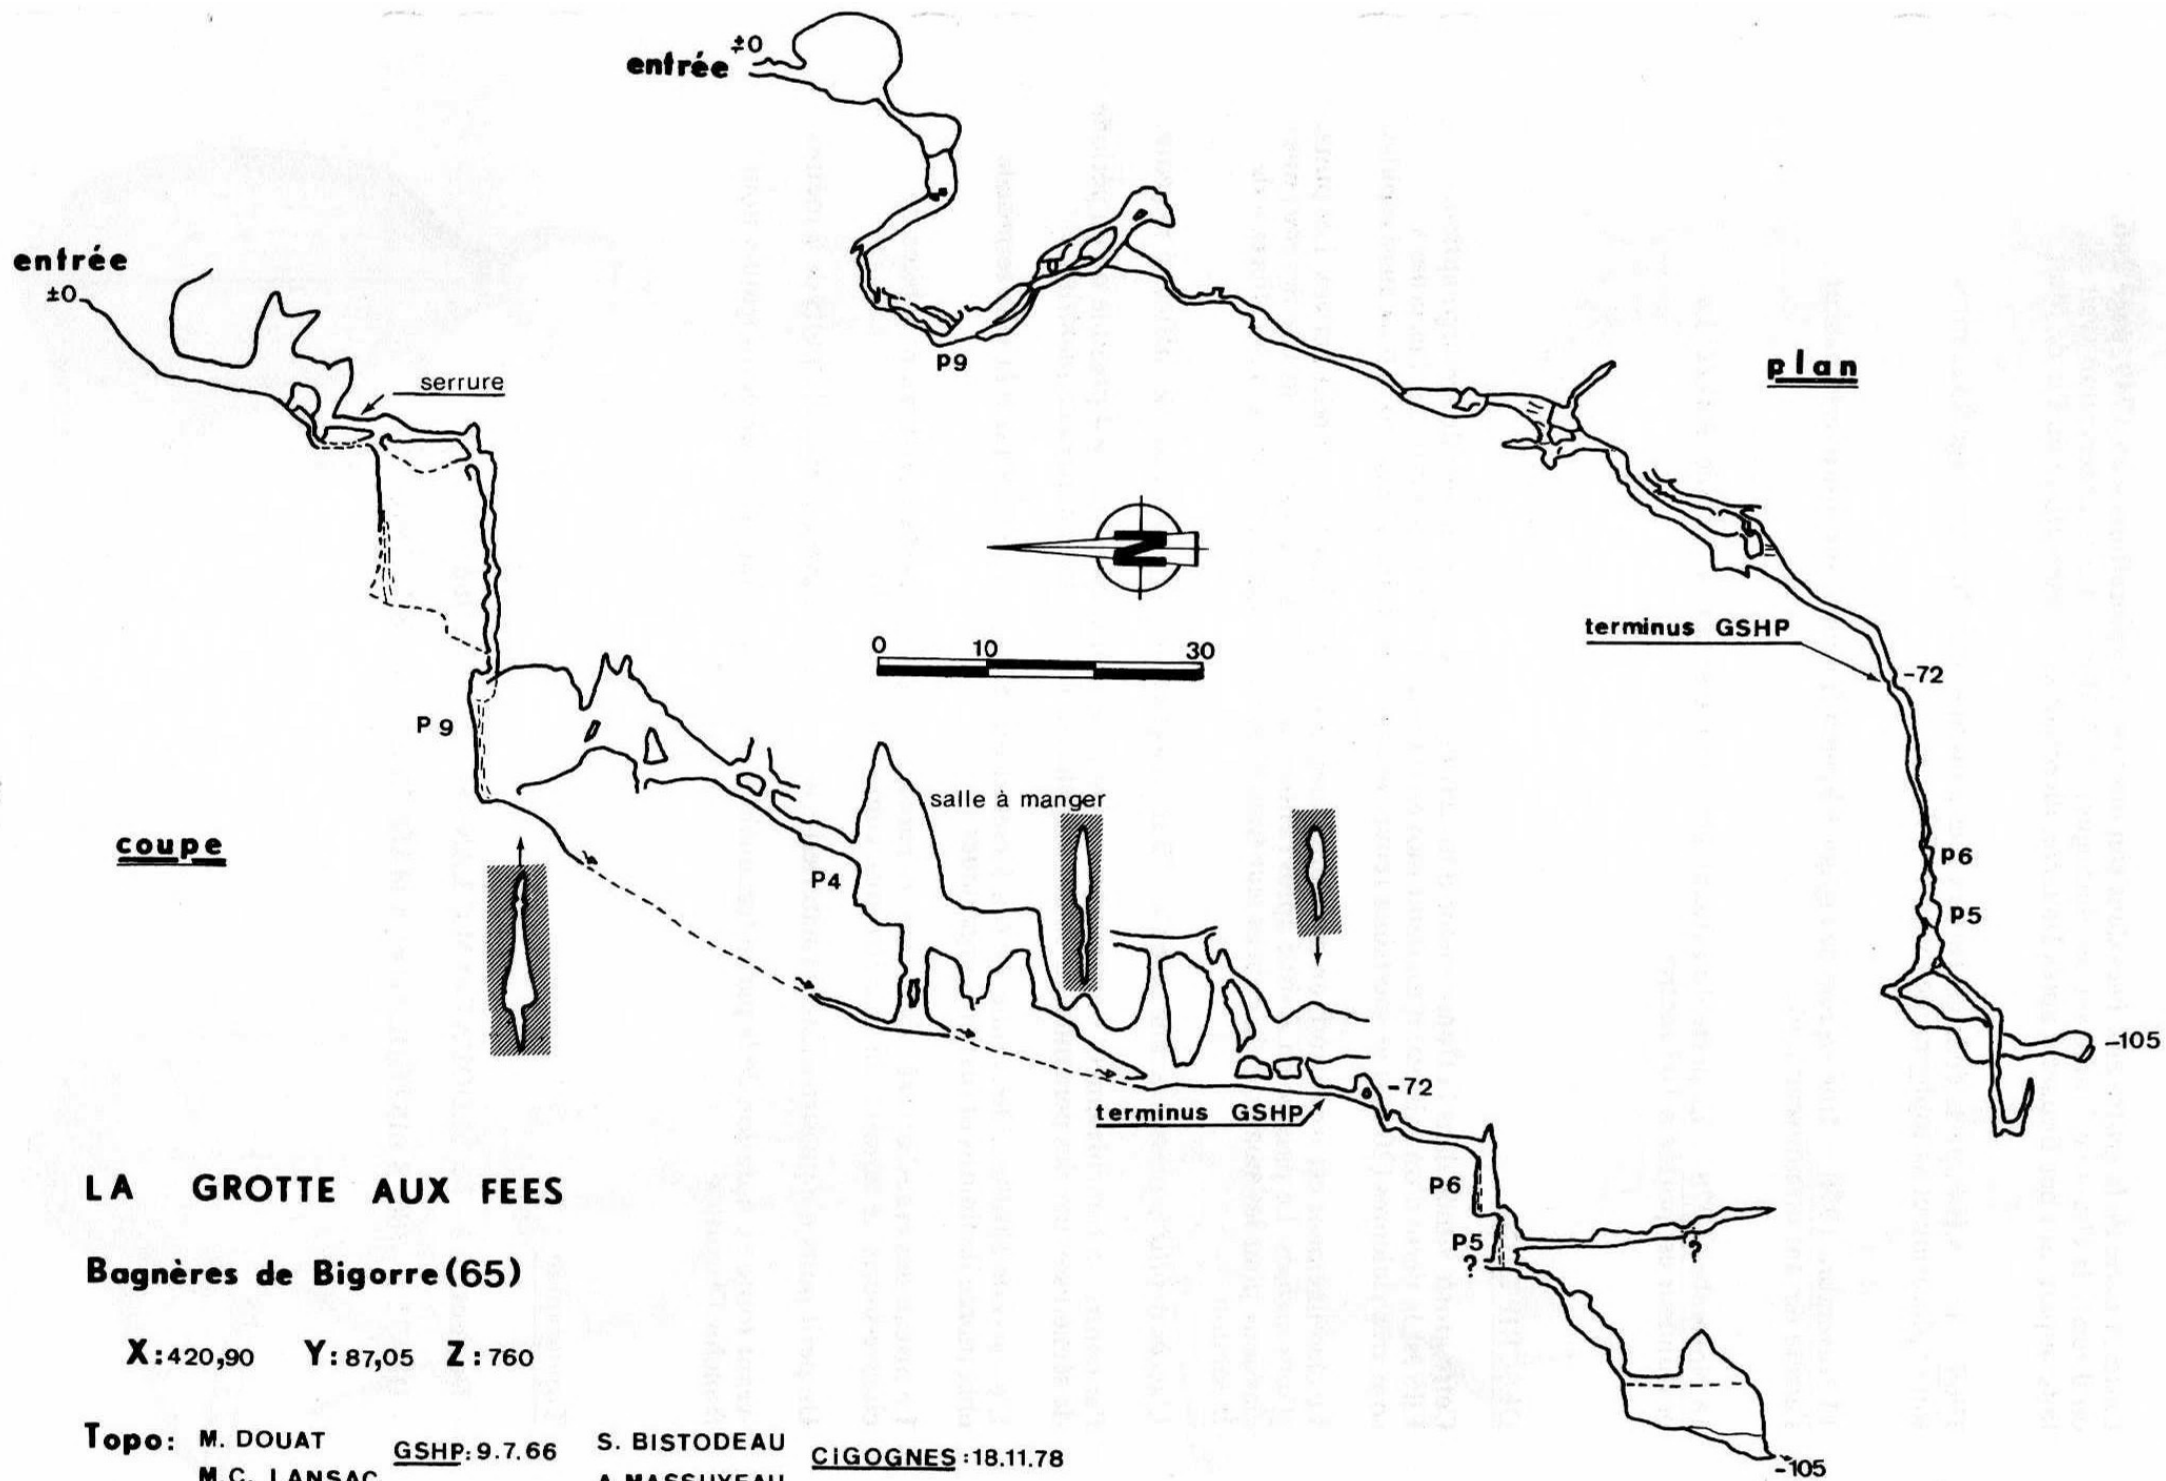 entrée ±0
entrée
±0
serrure
P9
plan
N
0 10 30
terminus GSHP
-72
P9
salle à manger
coupe
P4
P6
P5
-72
terminus GSHP
-105
P6
P5
?
?
LA GROTTE AUX FEES
Bagnères de Bigorre (65)
X:420,90 Y:87,05 Z:760
Topo: M. DOUAT GSHP: 9.7.66 S. BISTODEAU CIGOGNES: 18.11.78
M.C. LANSAC A.MASSUYEAU
-105